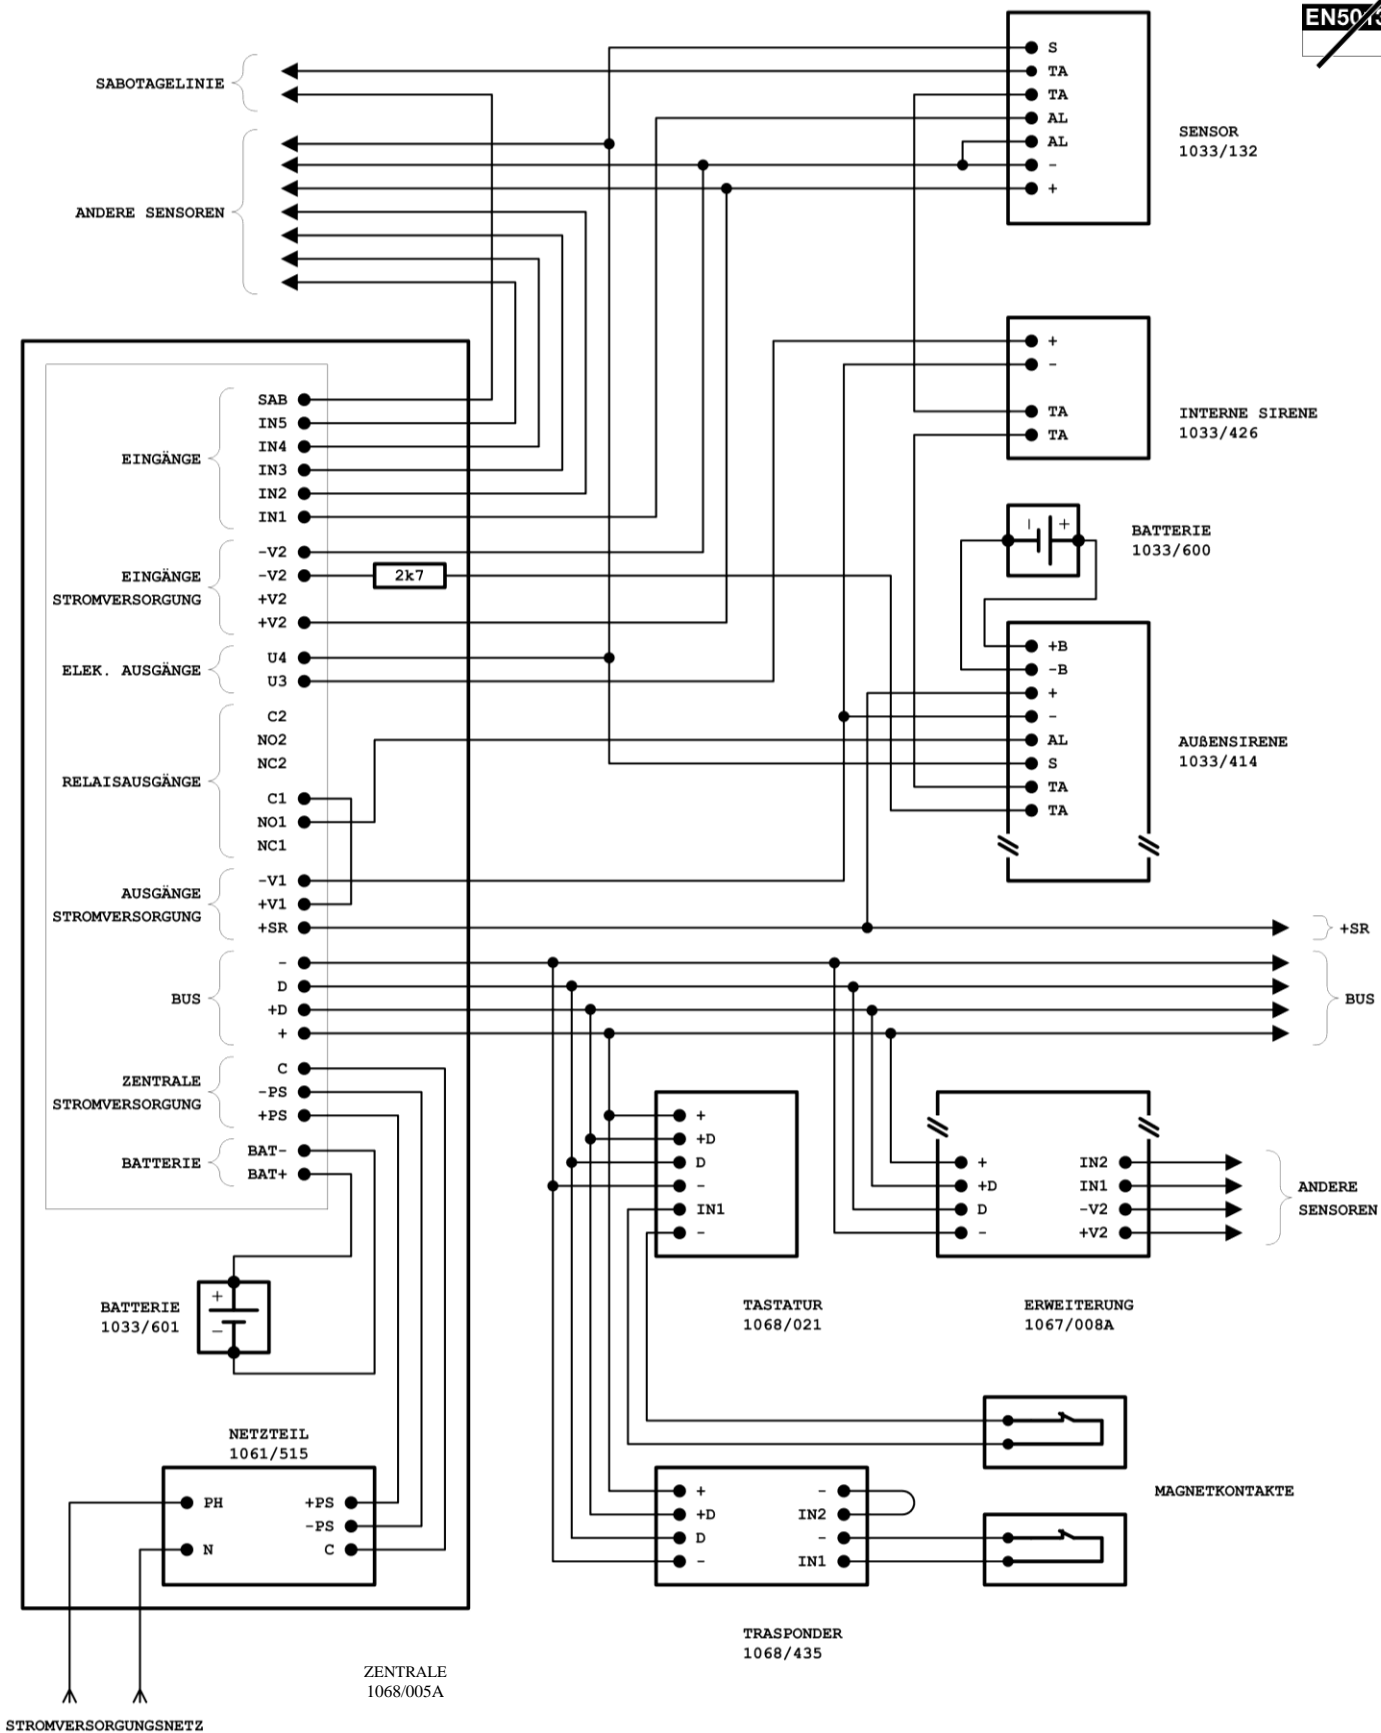 EN5013
S
TA
TA
AL
AL
-
+
SENSOR
1033/132
SABOTAGELINIE
ANDERE SENSOREN
+
-
TA
TA
INTERNE SIRENE
1033/426
- +
BATTERIE
1033/600
EINGÄNGE
SAB
IN5
IN4
IN3
IN2
IN1
EINGÄNGE
STROMVERSORGUNG
-V2
-V2
+V2
+V2
2k7
ELEK. AUSGÄNGE
U4
U3
RELAISAUSGÄNGE
C2
NO2
NC2
C1
NO1
NC1
AUSGÄNGE
STROMVERSORGUNG
-V1
+V1
+SR
BUS
-
D
+D
+
ZENTRALE
STROMVERSORGUNG
C
-PS
+PS
BATTERIE
BAT-
BAT+
+B
-B
+
-
AL
S
TA
TA
AUßENSIRENE
1033/414
+SR
BUS
+
+D
D
-
IN1
-
TASTATUR
1068/021
+
+D
D
-
IN2
IN1
-V2
+V2
ERWEITERUNG
1067/008A
ANDERE
SENSOREN
BATTERIE
1033/601
+
-
NETZTEIL
1061/515
PH
N
+PS
-PS
C
+
+D
D
-
-
IN2
-
IN1
TRASPONDER
1068/435
MAGNETKONTAKTE
ZENTRALE
1068/005A
STROMVERSORGUNGSNETZ